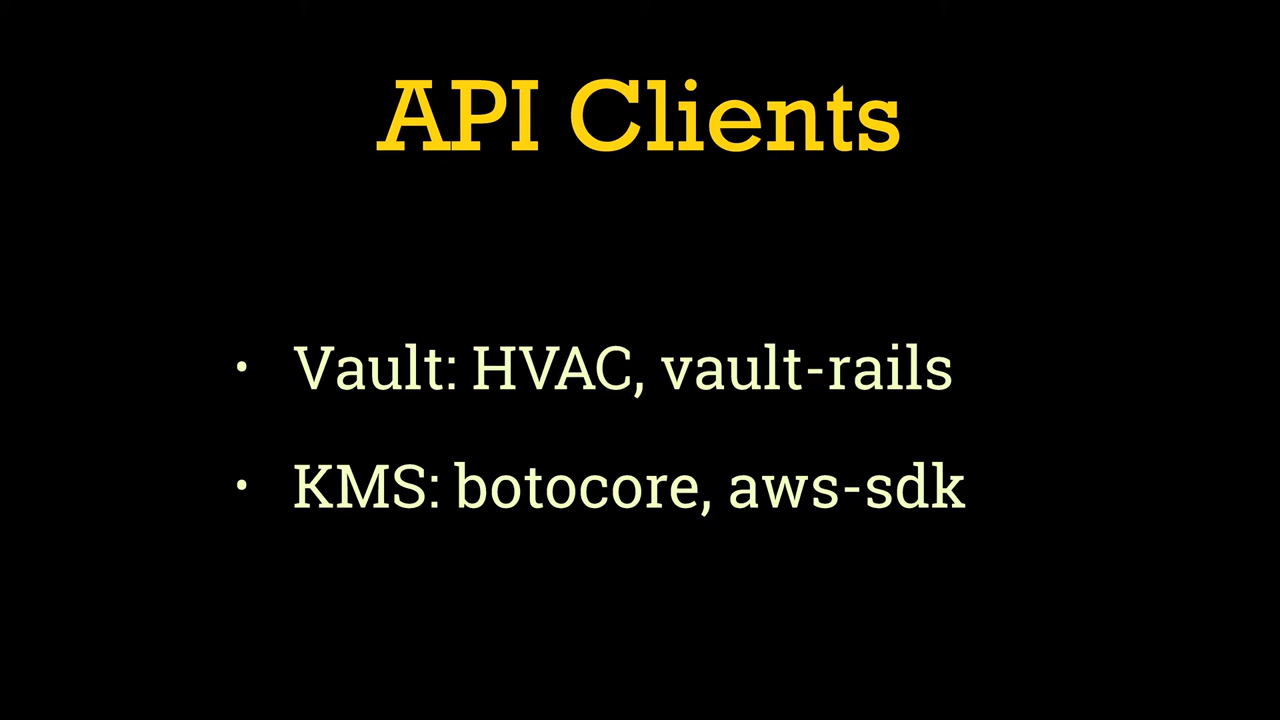 API Clients
• Vault: HVAC, vault-rails
• KMS: botocore, aws-sdk